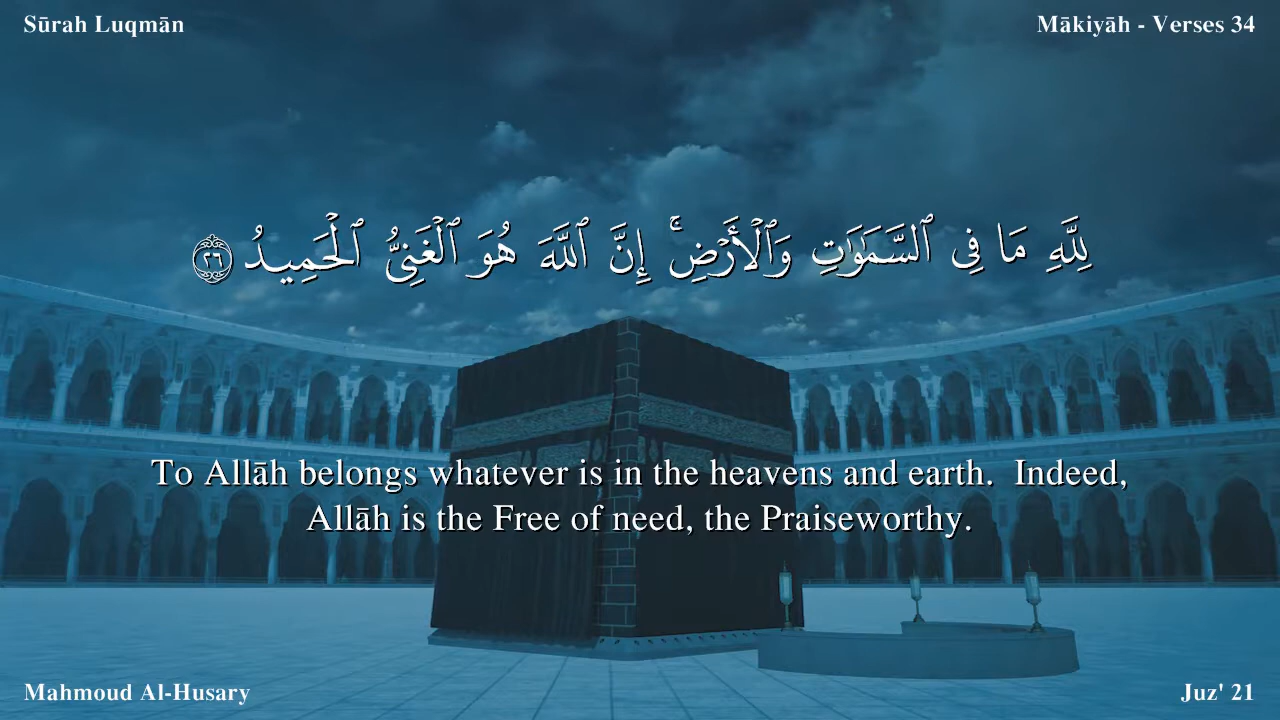 Sūrah Luqmān
Mākiyāh - Verses 34
لِلَّهِ مَا فِى ٱلسَّمَـٰوَٰتِ وَٱلْأَرْضِ ۚ إِنَّ ٱللَّهَ هُوَ ٱلْغَنِىُّ ٱلْحَمِيدُ ٢٦
To Allāh belongs whatever is in the heavens and earth.  Indeed,
Allāh is the Free of need, the Praiseworthy.
Mahmoud Al-Husary
Juz' 21